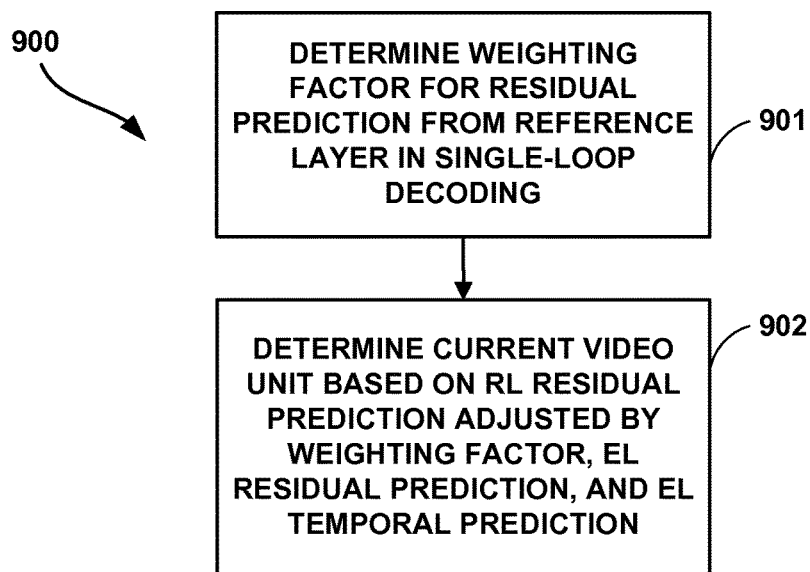 900
DETERMINE WEIGHTING
FACTOR FOR RESIDUAL
PREDICTION FROM REFERENCE
LAYER IN SINGLE-LOOP
DECODING
901
DETERMINE CURRENT VIDEO
UNIT BASED ON RL RESIDUAL
PREDICTION ADJUSTED BY
WEIGHTING FACTOR, EL
RESIDUAL PREDICTION, AND EL
TEMPORAL PREDICTION
902